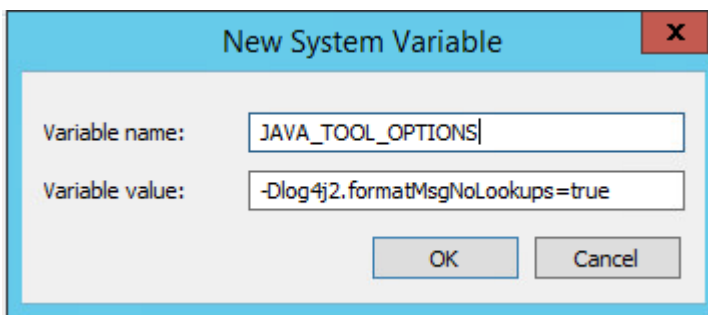 New System Variable
x
Variable name: JAVA_TOOL_OPTIONS
Variable value: -Dlog4j2.formatMsgNoLookups=true
OK Cancel